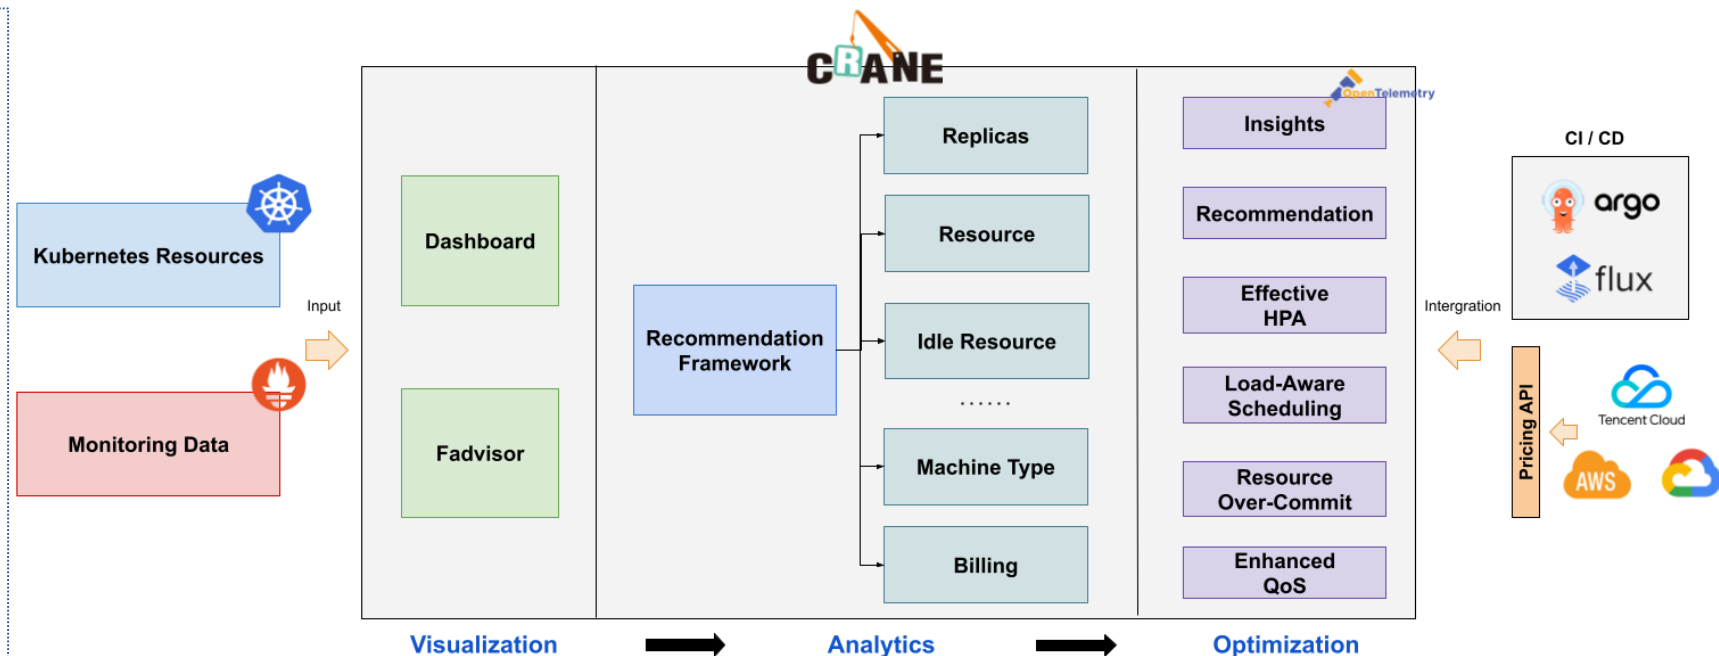 CRANE
OpenTelemetry
Kubernetes Resources
Monitoring Data
Input
Dashboard
Fadvisor
Recommendation
Framework
Replicas
Resource
Idle Resource
......
Machine Type
Billing
Insights
Recommendation
Effective
HPA
Load-Aware
Scheduling
Resource
Over-Commit
Enhanced
QoS
Intergration
CI / CD
argo
flux
Pricing API
Tencent Cloud
AWS
Visualization
Analytics
Optimization